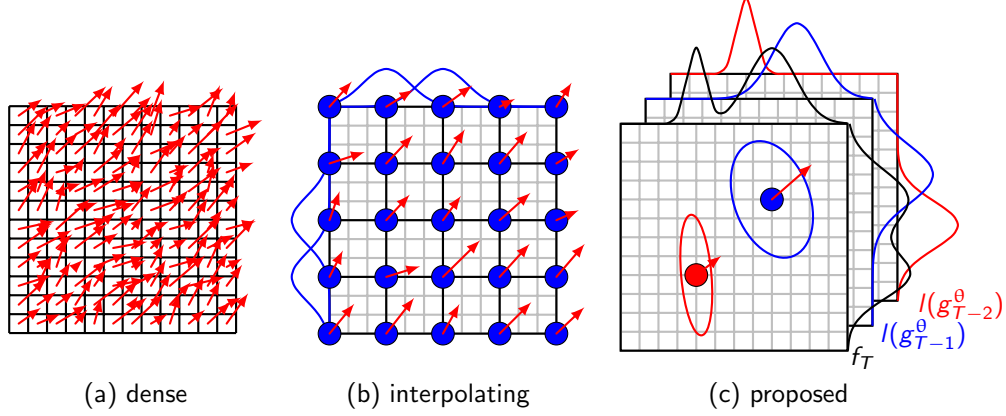 I(g^θ_{T−2})
I(g^θ_{T−1})
f_T
(a) dense
(b) interpolating
(c) proposed